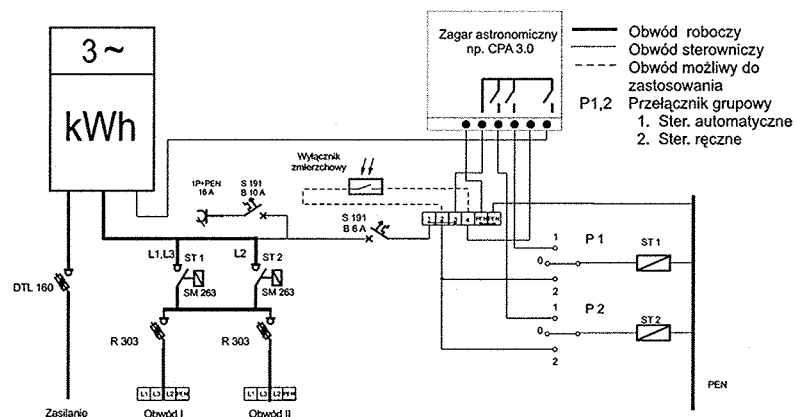 3~
kWh
Zagar astronomiczny
np. CPA 3.0
Obwód roboczy
Obwód sterowniczy
Obwód możliwy do
zastosowania
P1,2 Przełącznik grupowy
1. Ster. automatyczne
2. Ster. ręczne
Wyłącznik
zmierzchowy
1P+PEN
16 A
S 191
B 10 A
S 191
B 6 A
1 2 3 4 PEN PEN
L1,L3
ST 1
SM 263
L2
ST 2
SM 263
DTL 160
R 303
R 303
1
P 1
0
2
ST 1
1
P 2
0
2
ST 2
PEN
L1 L3 L2 PEN
L1 L3 L2 PEN
Zasilanie
Obwód I
Obwód II